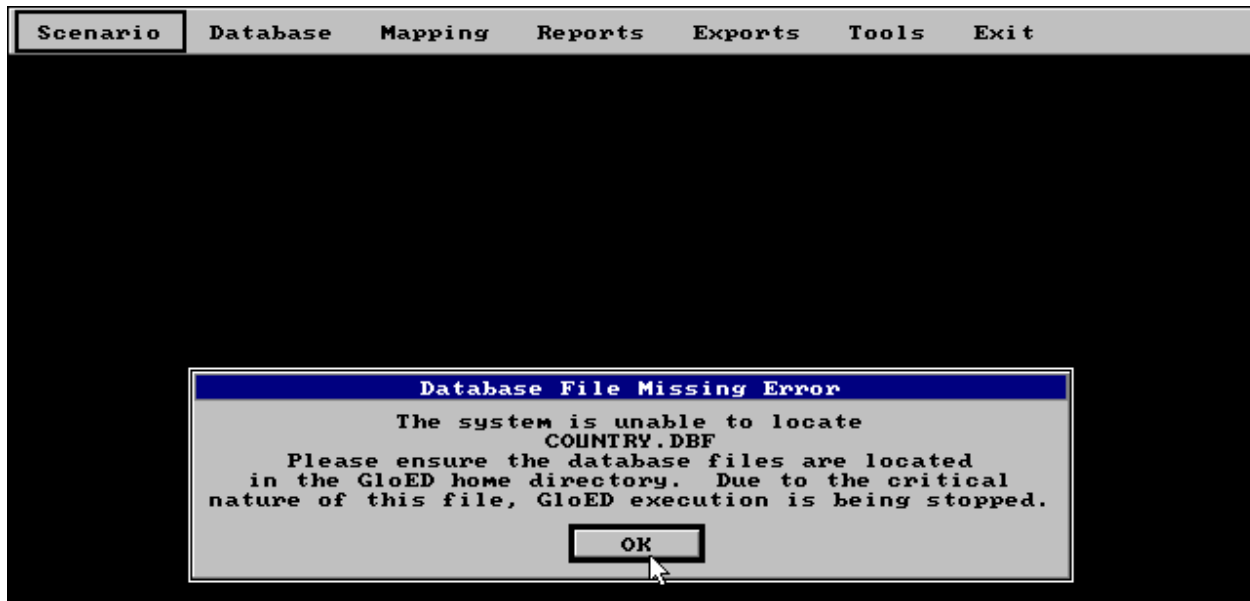 Scenario Database Mapping Reports Exports Tools Exit
Database File Missing Error
The system is unable to locate
COUNTRY.DBF
Please ensure the database files are located
in the GloED home directory. Due to the critical
nature of this file, GloED execution is being stopped.
OK